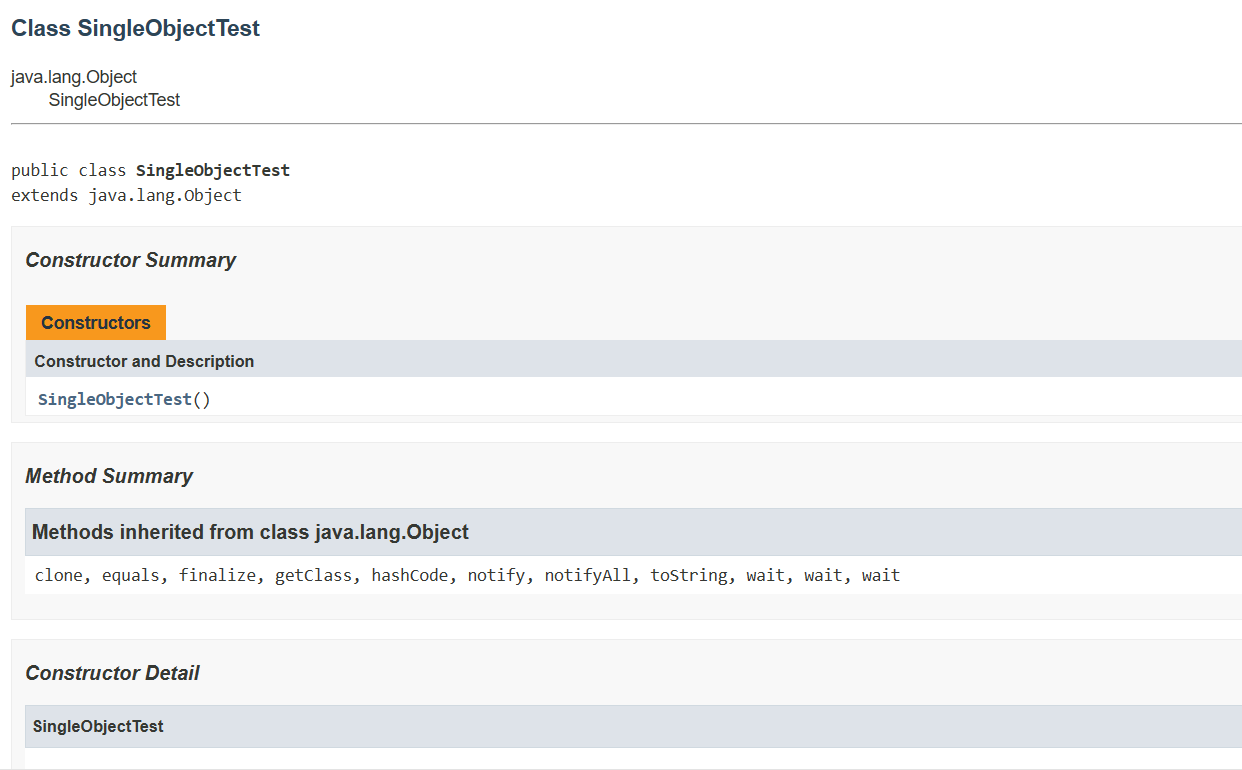 Class SingleObjectTest
java.lang.Object
SingleObjectTest
public class SingleObjectTest
extends java.lang.Object
Constructor Summary
Constructors
Constructor and Description
SingleObjectTest()
Method Summary
Methods inherited from class java.lang.Object
clone, equals, finalize, getClass, hashCode, notify, notifyAll, toString, wait, wait, wait
Constructor Detail
SingleObjectTest